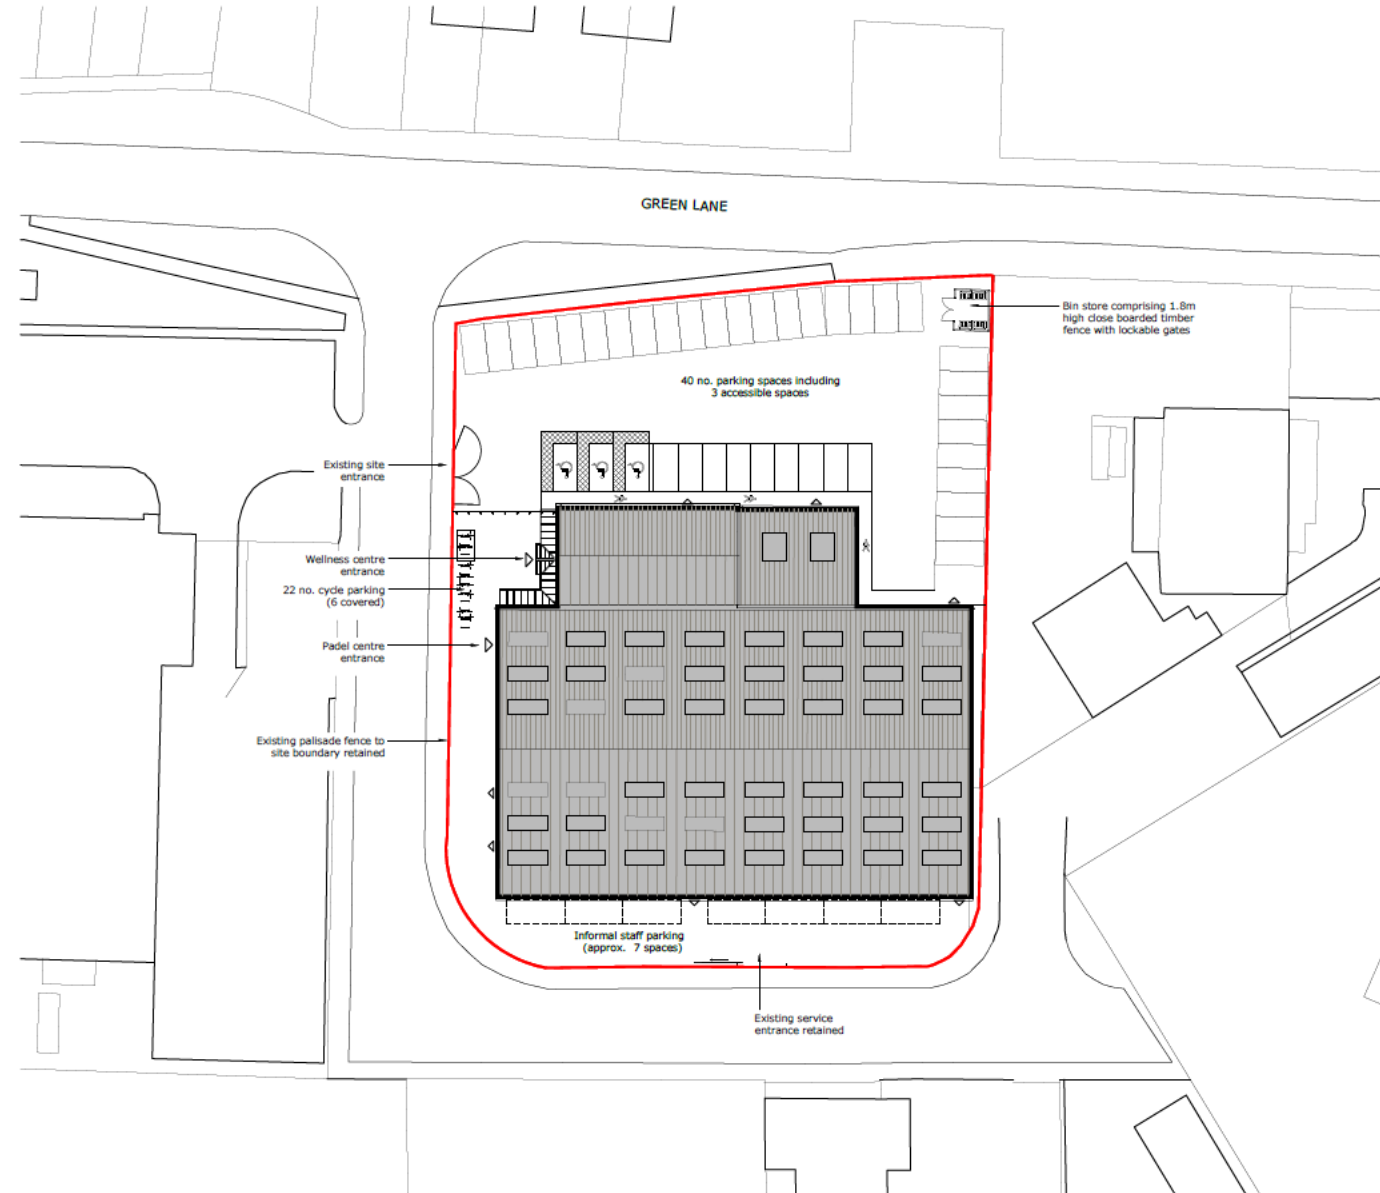 GREEN LANE
Bin store comprising 1.8m
high close boarded timber
fence with lockable gates
40 no. parking spaces including
3 accessible spaces
Existing site
entrance
Wellness centre
entrance
22 no. cycle parking
(6 covered)
Padel centre
entrance
Existing palisade fence to
site boundary retained
Informal staff parking
(approx. 7 spaces)
Existing service
entrance retained